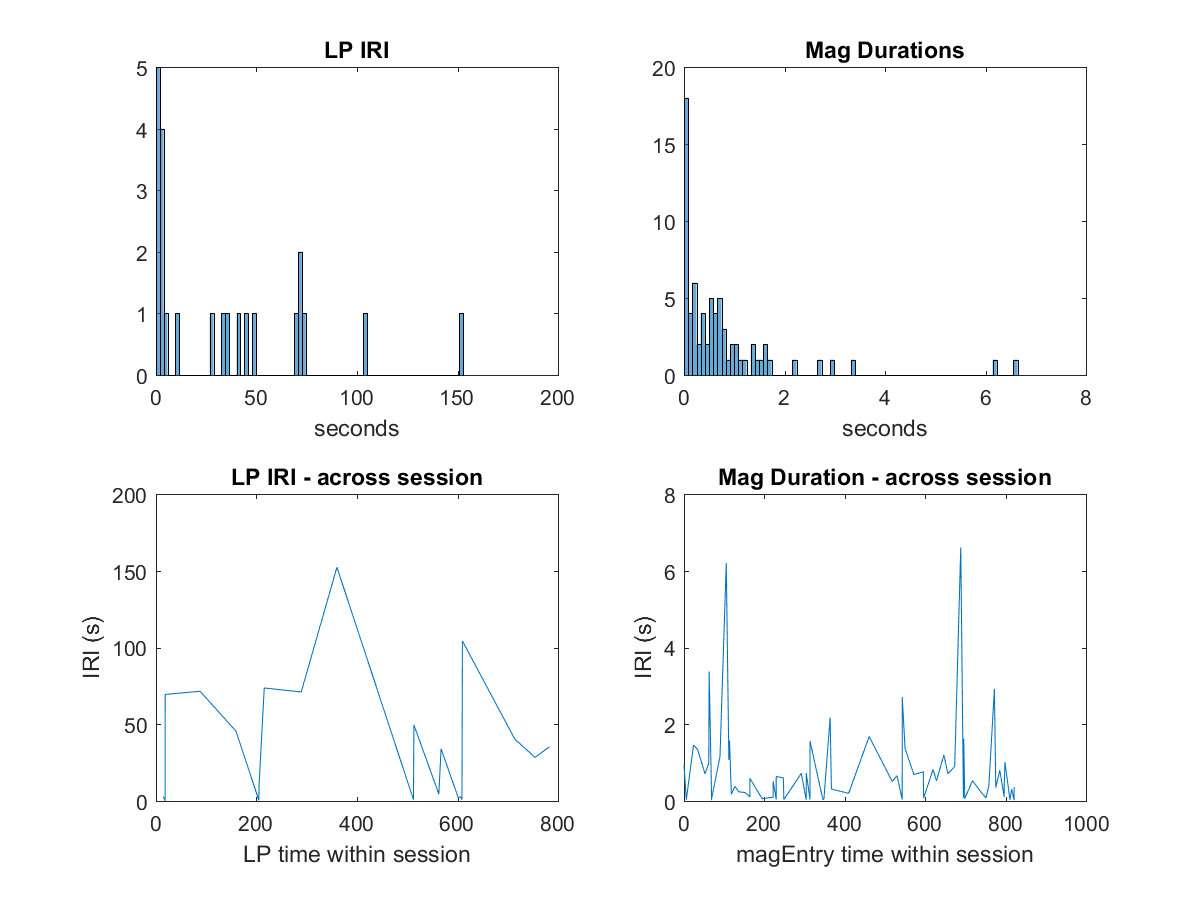 LP IRI
5
4
3
2
1
0
0 50 100 150 200
seconds
Mag Durations
20
15
10
5
0
0 2 4 6 8
seconds
LP IRI - across session
200
150
100
50
0
IRI (s)
0 200 400 600 800
LP time within session
Mag Duration - across session
8
6
4
2
0
IRI (s)
0 200 400 600 800 1000
magEntry time within session